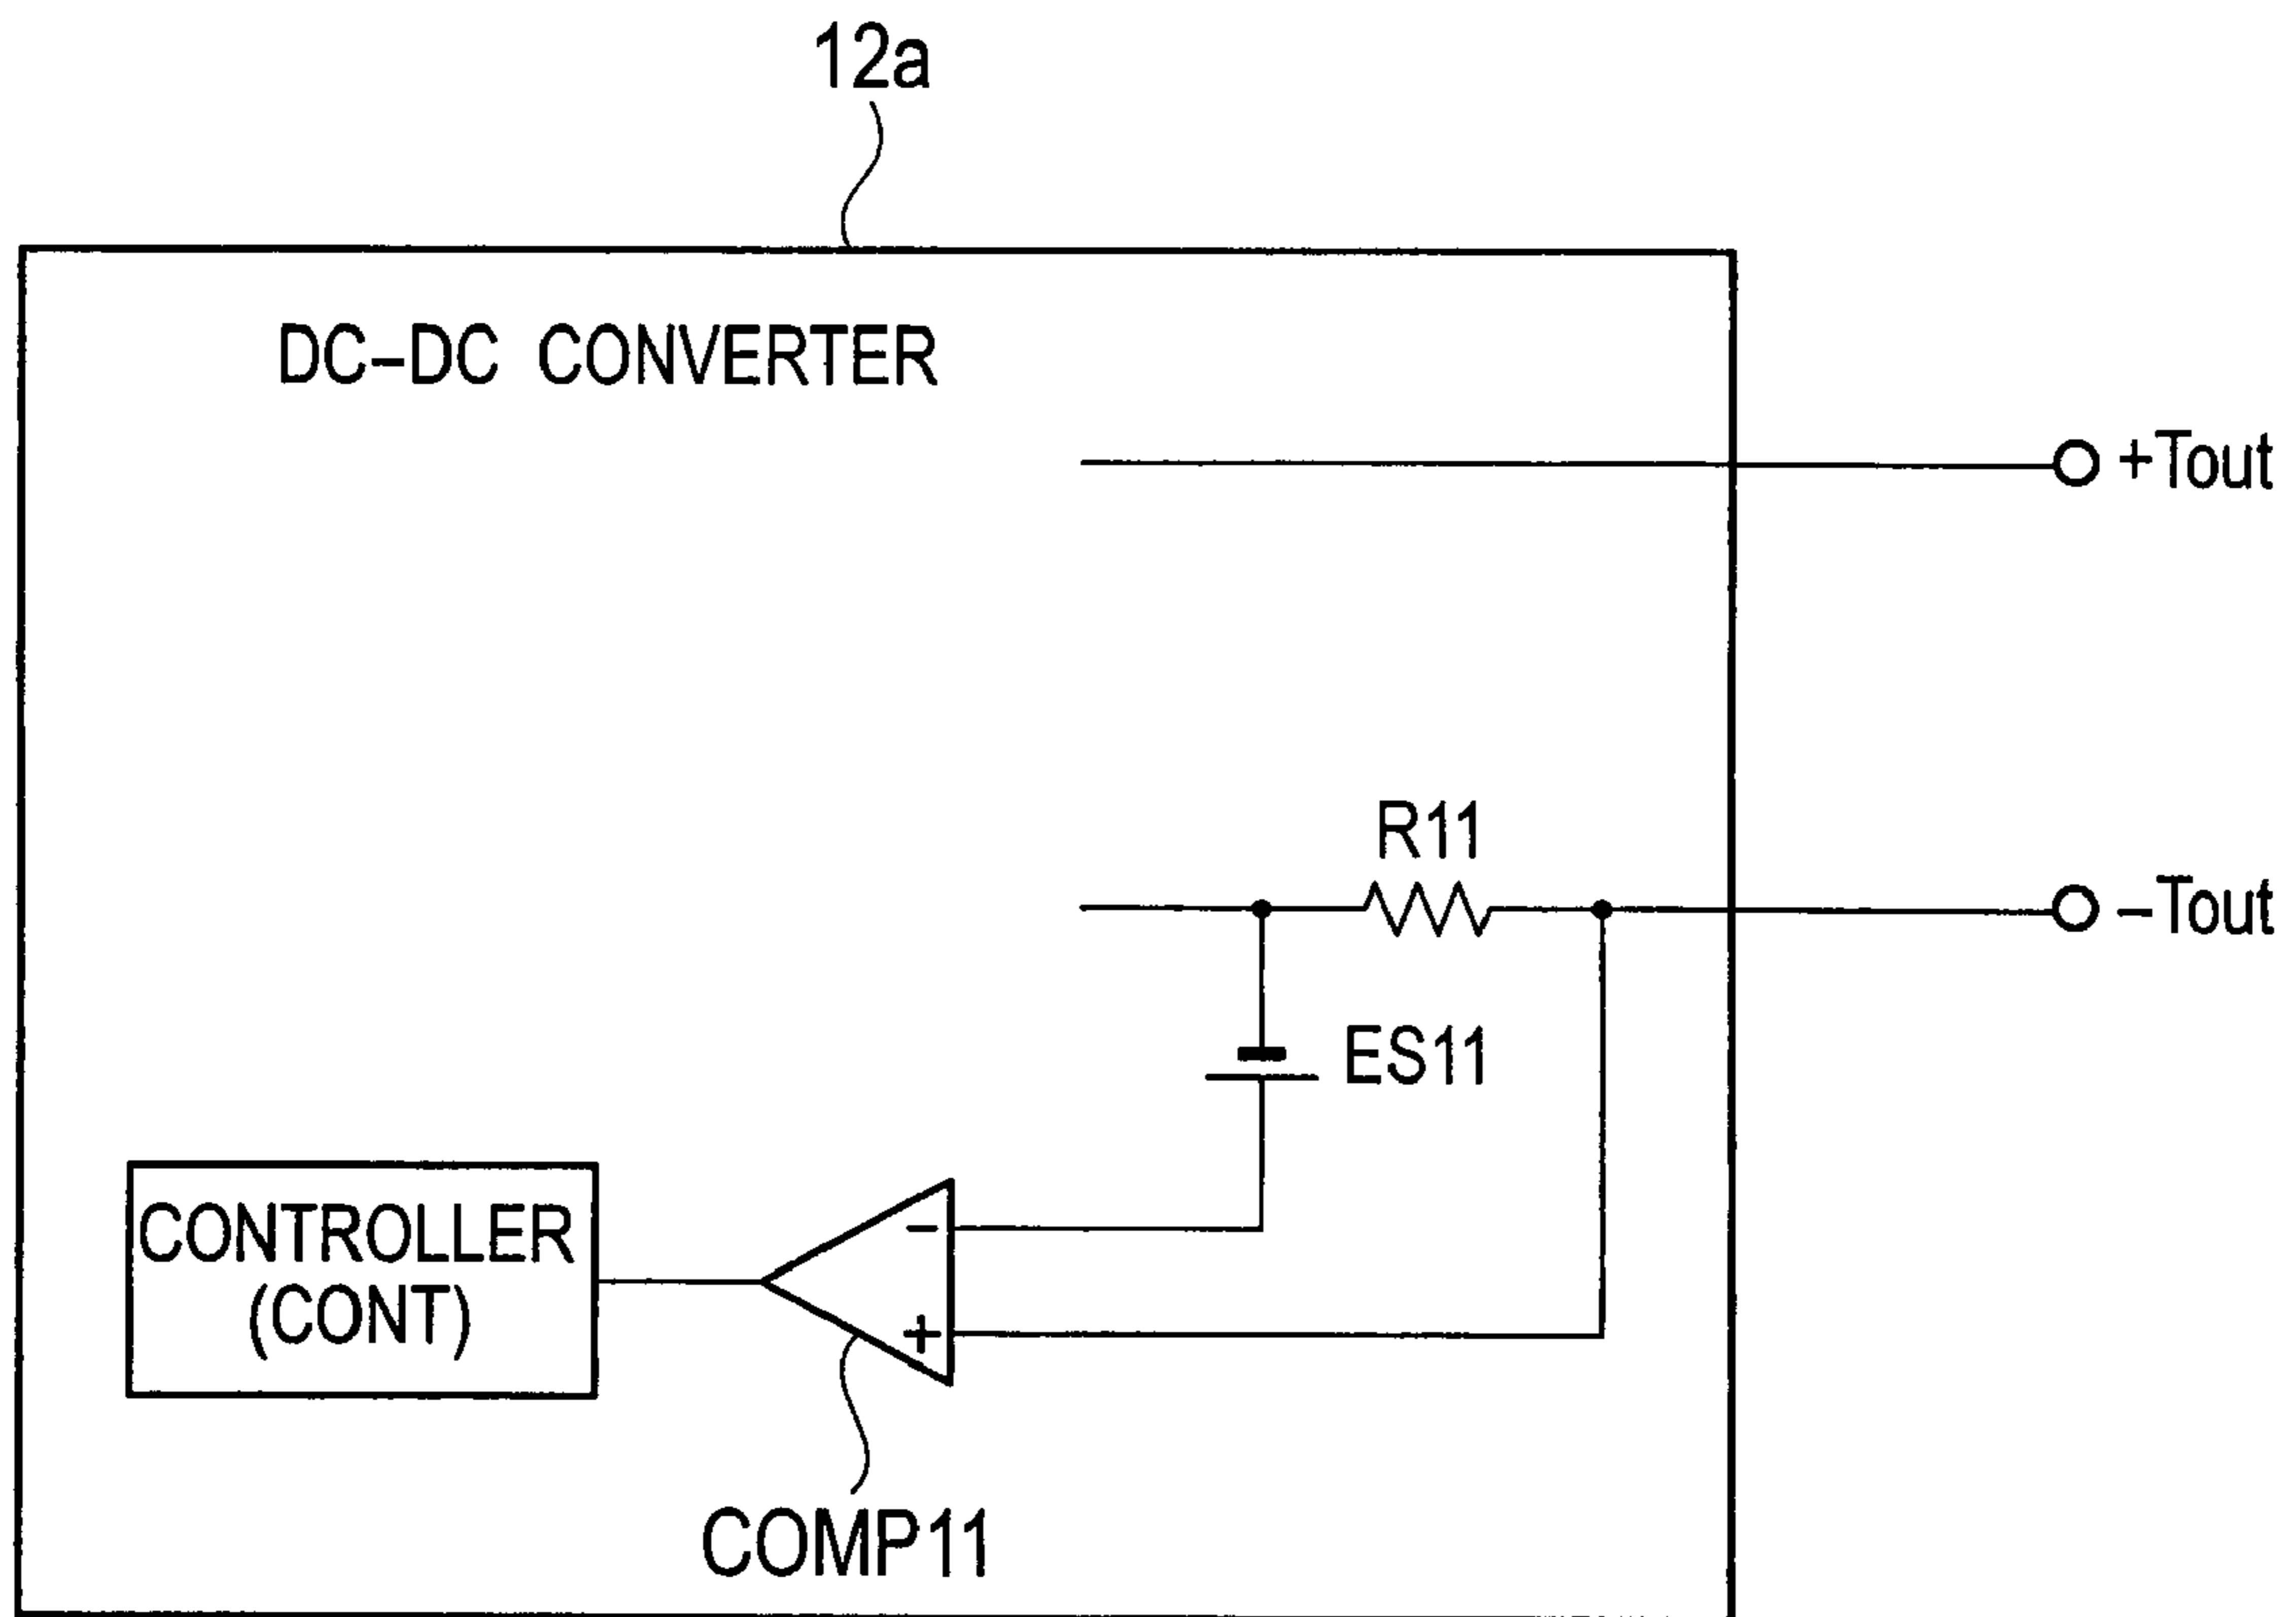 12a
DC-DC CONVERTER
+Tout
R11
-Tout
ES11
CONTROLLER
(CONT)
-
+
COMP11